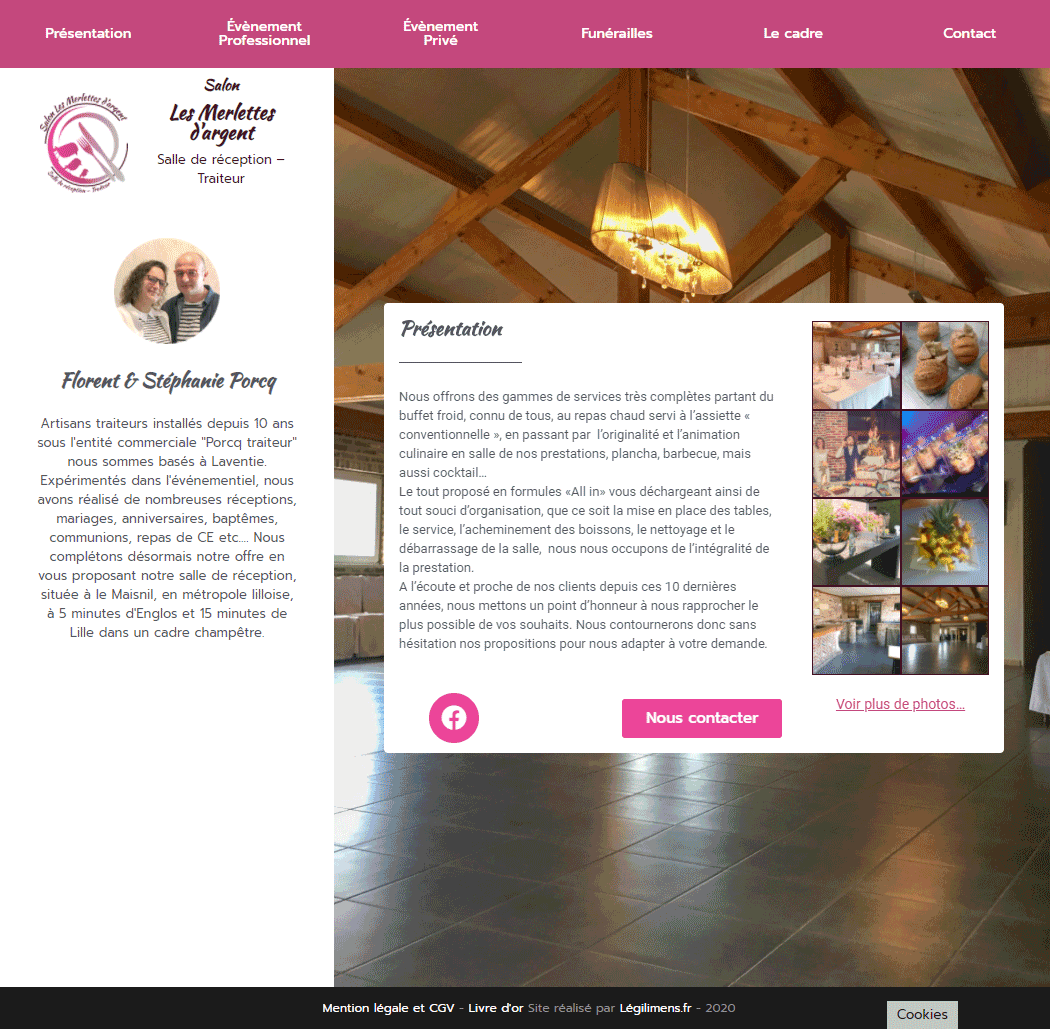 Présentation
Évènement
Professionnel
Évènement
Privé
Funérailles
Le cadre
Contact
Salon Les Merlettes d'argent
Salle de réception - Traiteur
Salon
Les Merlettes
d'argent
Salle de réception –
Traiteur
Florent & Stéphanie Porcq
Artisans traiteurs installés depuis 10 ans
sous l'entité commerciale "Porcq traiteur"
nous sommes basés à Laventie.
Expérimentés dans l'événementiel, nous
avons réalisé de nombreuses réceptions,
mariages, anniversaires, baptêmes,
communions, repas de CE etc.... Nous
complétons désormais notre offre en
vous proposant notre salle de réception,
située à le Maisnil, en métropole lilloise,
à 5 minutes d'Englos et 15 minutes de
Lille dans un cadre champêtre.
Présentation
Nous offrons des gammes de services très complètes partant du
buffet froid, connu de tous, au repas chaud servi à l’assiette «
conventionelle », en passant par  l’originalité et l’animation
culinaire en salle de nos prestations, plancha, barbecue, mais
aussi cocktail…
Le tout proposé en formules «All in» vous déchargeant ainsi de
tout souci d’organisation, que ce soit la mise en place des tables,
le service, l’acheminement des boissons, le nettoyage et le
débarrassage de la salle,  nous nous occupons de l’intégralité de
la prestation.
A l’écoute et proche de nos clients depuis ces 10 dernières
années, nous mettons un point d’honneur à nous rapprocher le
plus possible de vos souhaits. Nous contournerons donc sans
hésitation nos propositions pour nous adapter à votre demande.
Nous contacter
Voir plus de photos…
Mention légale et CGV - Livre d'or Site réalisé par Légilimens.fr - 2020
Cookies